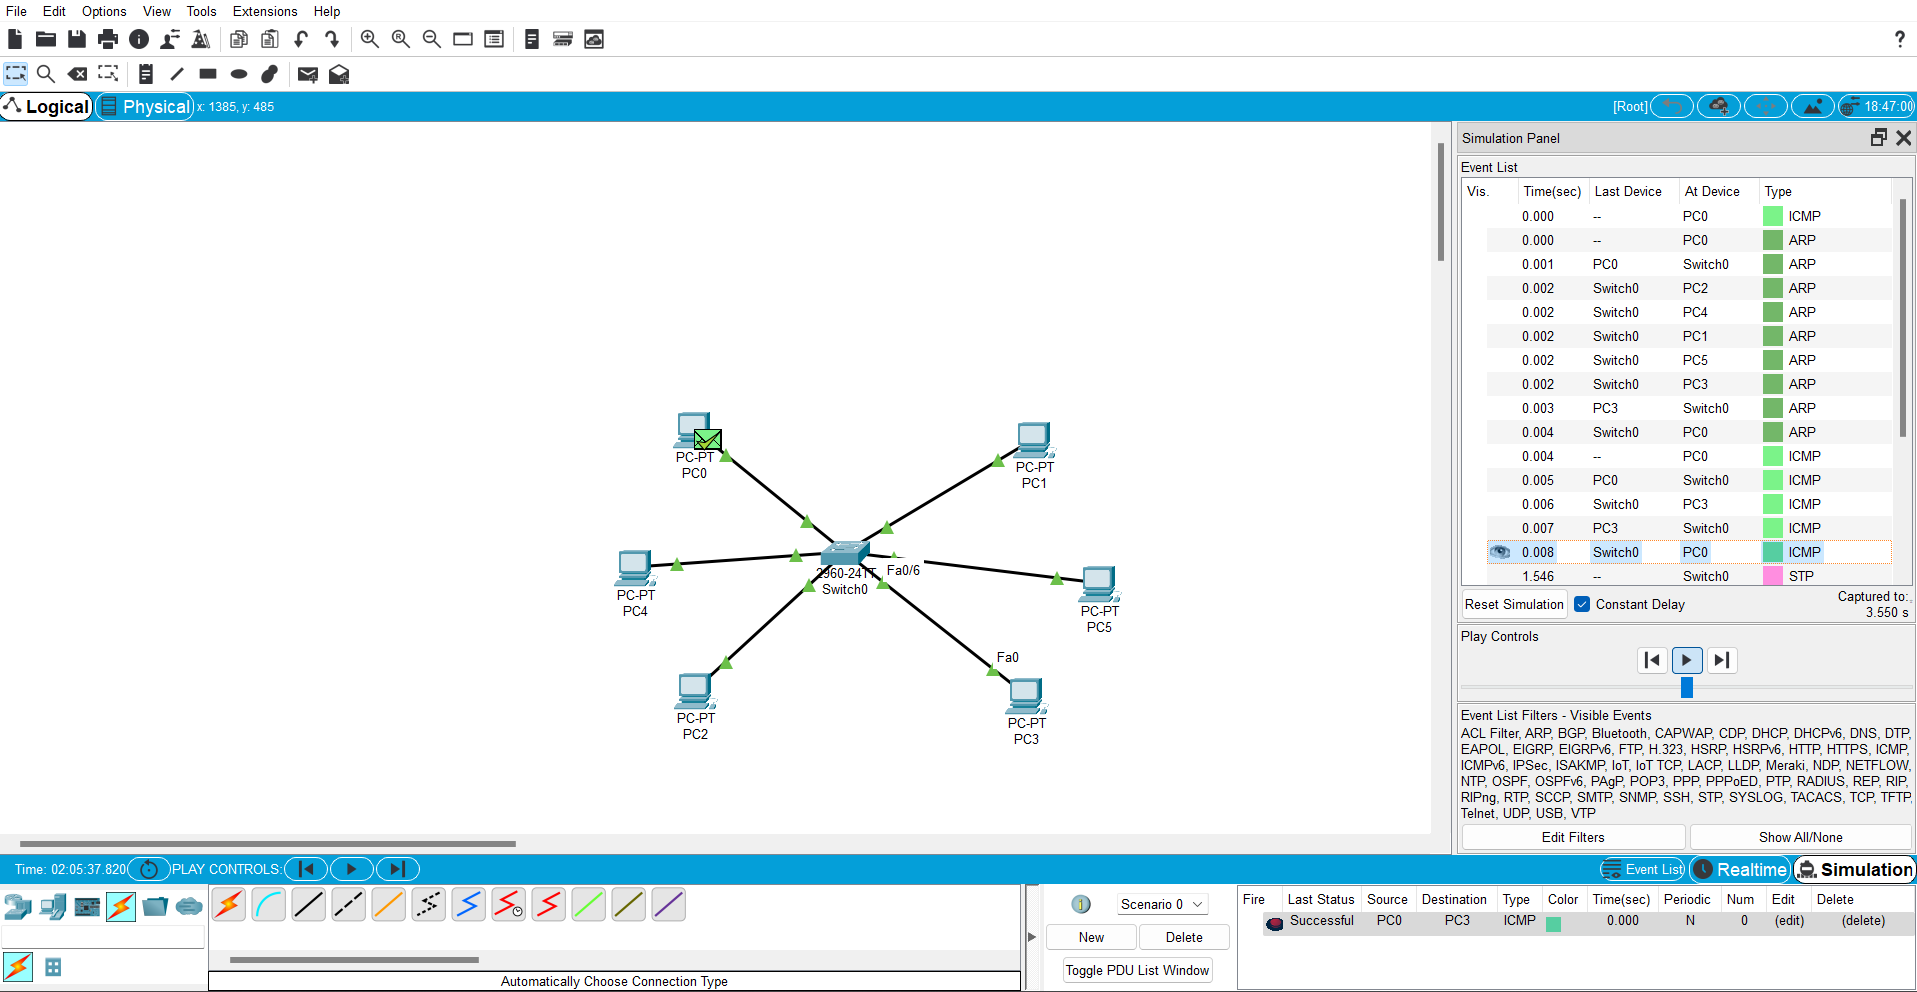 File Edit Options View Tools Extensions Help
Logical Physical x: 1385, y: 485 [Root] 18:47:00
Simulation Panel
Event List
Vis. Time(sec) Last Device At Device Type
0.000 -- PC0 ICMP
0.000 -- PC0 ARP
0.001 PC0 Switch0 ARP
0.002 Switch0 PC2 ARP
0.002 Switch0 PC4 ARP
0.002 Switch0 PC1 ARP
0.002 Switch0 PC5 ARP
0.002 Switch0 PC3 ARP
0.003 PC3 Switch0 ARP
0.004 Switch0 PC0 ARP
0.004 -- PC0 ICMP
0.005 PC0 Switch0 ICMP
0.006 Switch0 PC3 ICMP
0.007 PC3 Switch0 ICMP
0.008 Switch0 PC0 ICMP
1.546 -- Switch0 STP
Reset Simulation Constant Delay Captured to:
3.550 s
Play Controls
Event List Filters - Visible Events
ACL Filter, ARP, BGP, Bluetooth, CAPWAP, CDP, DHCP, DHCPv6, DNS, DTP,
EAPOL, EIGRP, EIGRPv6, FTP, H.323, HSRP, HSRPv6, HTTP, HTTPS, ICMP,
ICMPv6, IPSec, ISAKMP, IoT, IoT TCP, LACP, LLDP, Meraki, NDP, NETFLOW,
NTP, OSPF, OSPFv6, PAgP, POP3, PPP, PPPoED, PTP, RADIUS, REP, RIP,
RIPng, RTP, SCCP, SMTP, SNMP, SSH, STP, SYSLOG, TACACS, TCP, TFTP,
Telnet, UDP, USB, VTP
Edit Filters Show All/None
PC-PT
PC0
PC-PT
PC1
2960-24TT
Switch0
Fa0/6
PC-PT
PC4
PC-PT
PC5
Fa0
PC-PT
PC2
PC-PT
PC3
Time: 02:05:37.820 PLAY CONTROLS: Event List Realtime Simulation
Automatically Choose Connection Type
Scenario 0
New Delete
Toggle PDU List Window
Fire Last Status Source Destination Type Color Time(sec) Periodic Num Edit Delete
Successful PC0 PC3 ICMP 0.000 N 0 (edit) (delete)